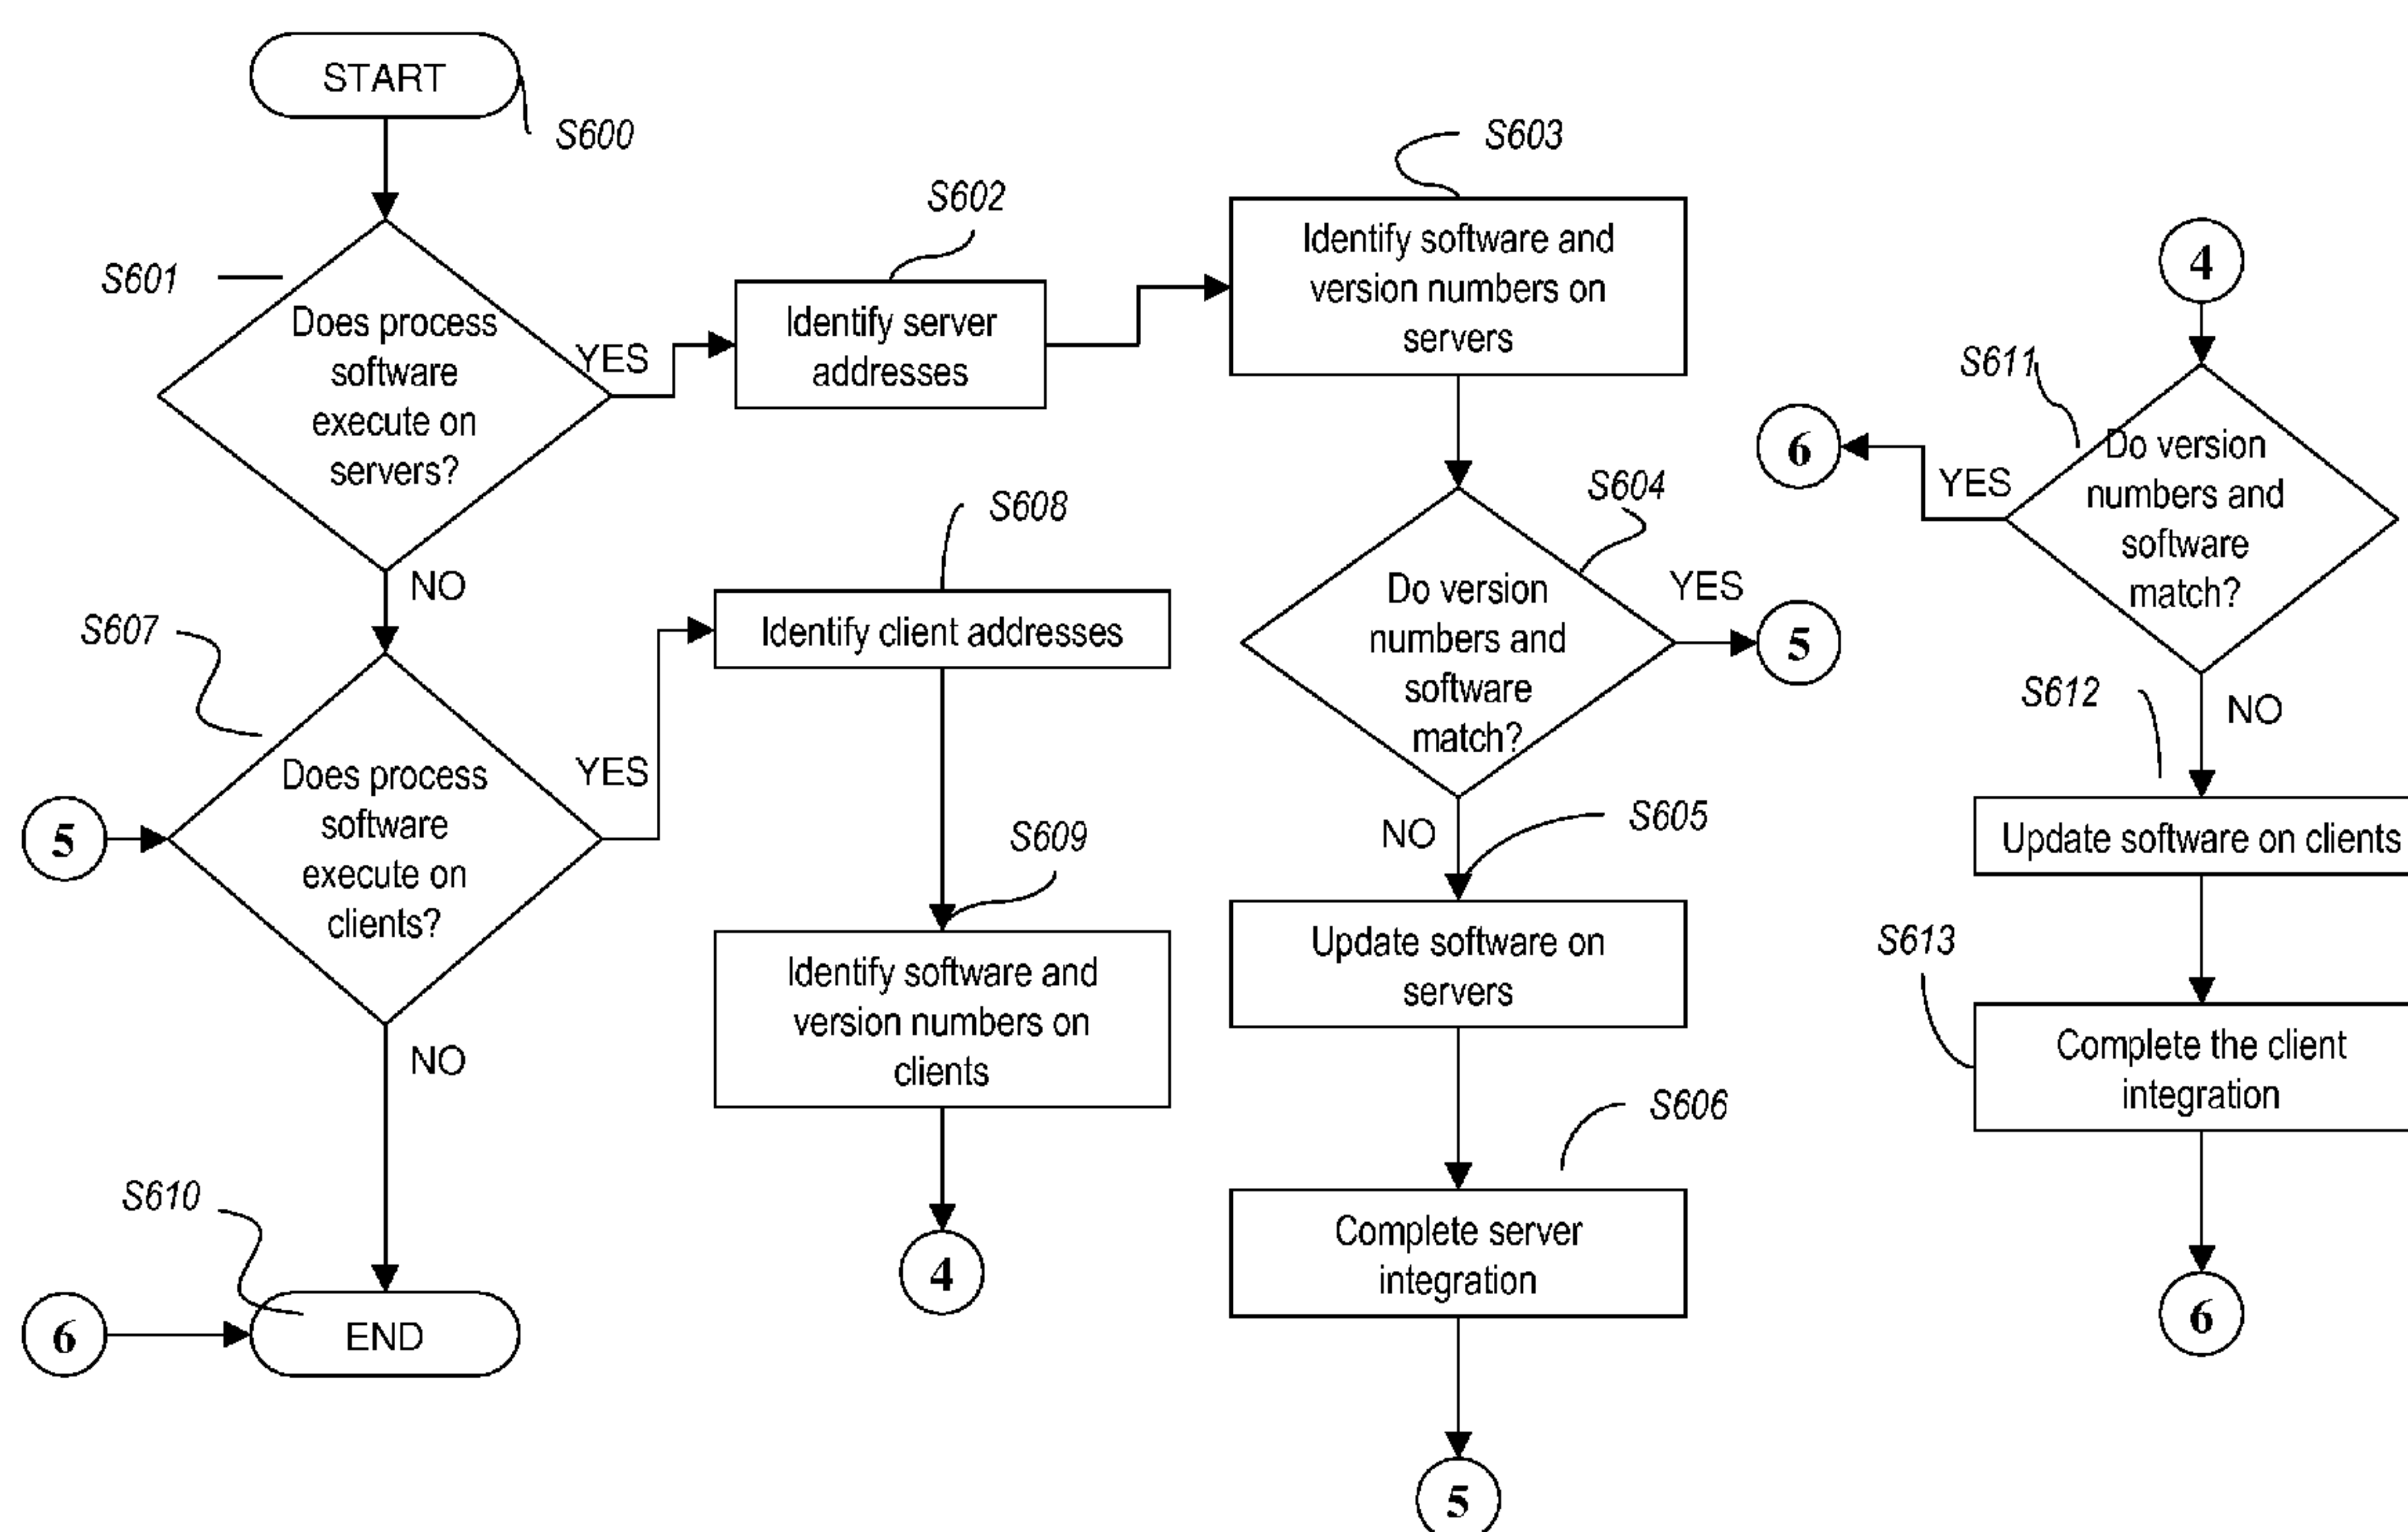 START
S600
S601
Does process
software
execute on
servers?
YES
NO
S602
Identify server
addresses
S603
Identify software and
version numbers on
servers
S604
Do version
numbers and
software
match?
YES
5
NO
S605
Update software on
servers
S606
Complete server
integration
5
S607
5
Does process
software
execute on
clients?
YES
NO
S608
Identify client addresses
S609
Identify software and
version numbers on
clients
4
S610
6
END
4
S611
Do version
numbers and
software
match?
YES
6
NO
S612
Update software on clients
S613
Complete the client
integration
6